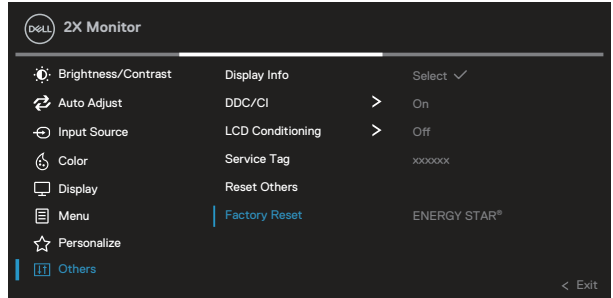 DELL 2X Monitor
Brightness/Contrast Display Info Select ✓
Auto Adjust DDC/CI > On
Input Source LCD Conditioning > Off
Color Service Tag xxxxxx
Display Reset Others
Menu Factory Reset ENERGY STAR®
Personalize
Others
< Exit